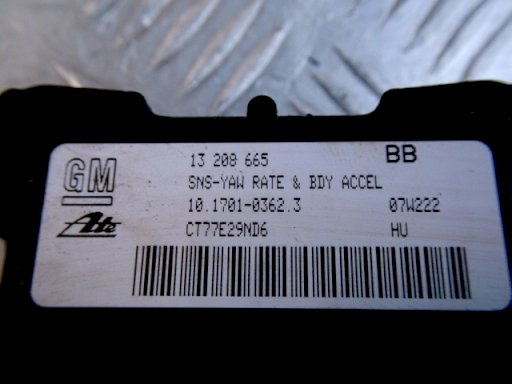 GM
13 208 665 BB
SNS-YAW RATE & BDY ACCEL
Ate
10.1701-0362.3 07W222
CT77E29ND6 HU